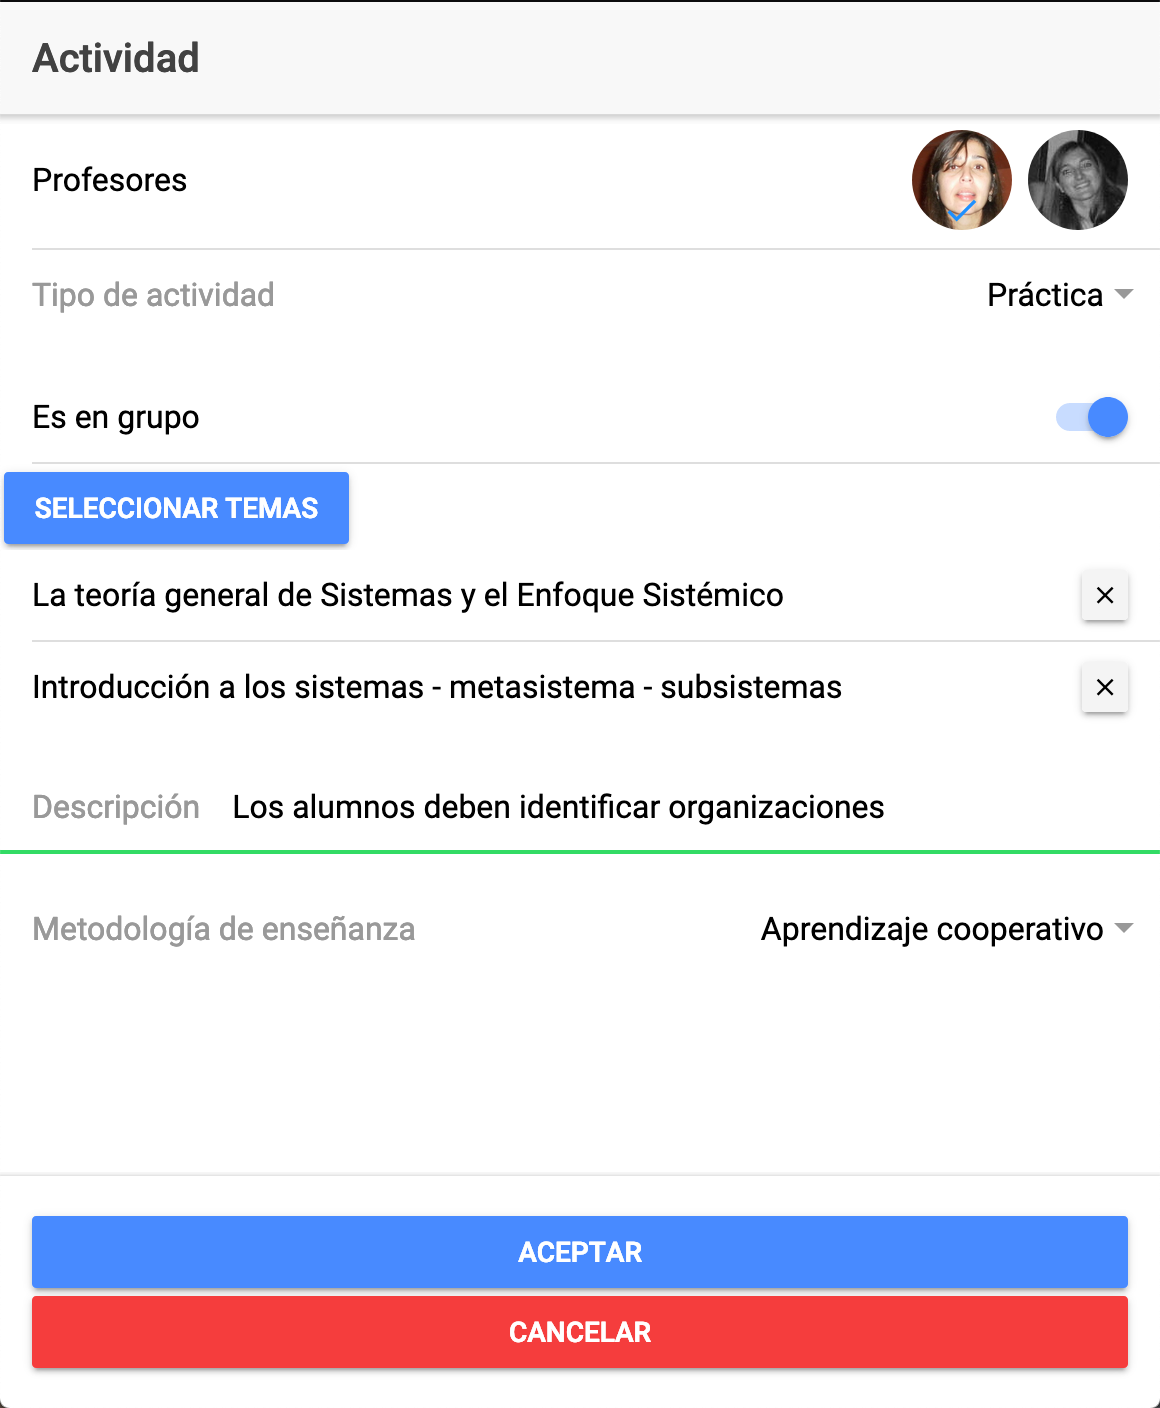 Actividad
Profesores
Tipo de actividad Práctica
Es en grupo
SELECCIONAR TEMAS
La teoría general de Sistemas y el Enfoque Sistémico
Introducción a los sistemas - metasistema - subsistemas
Descripción Los alumnos deben identificar organizaciones
Metodología de enseñanza Aprendizaje cooperativo
ACEPTAR
CANCELAR